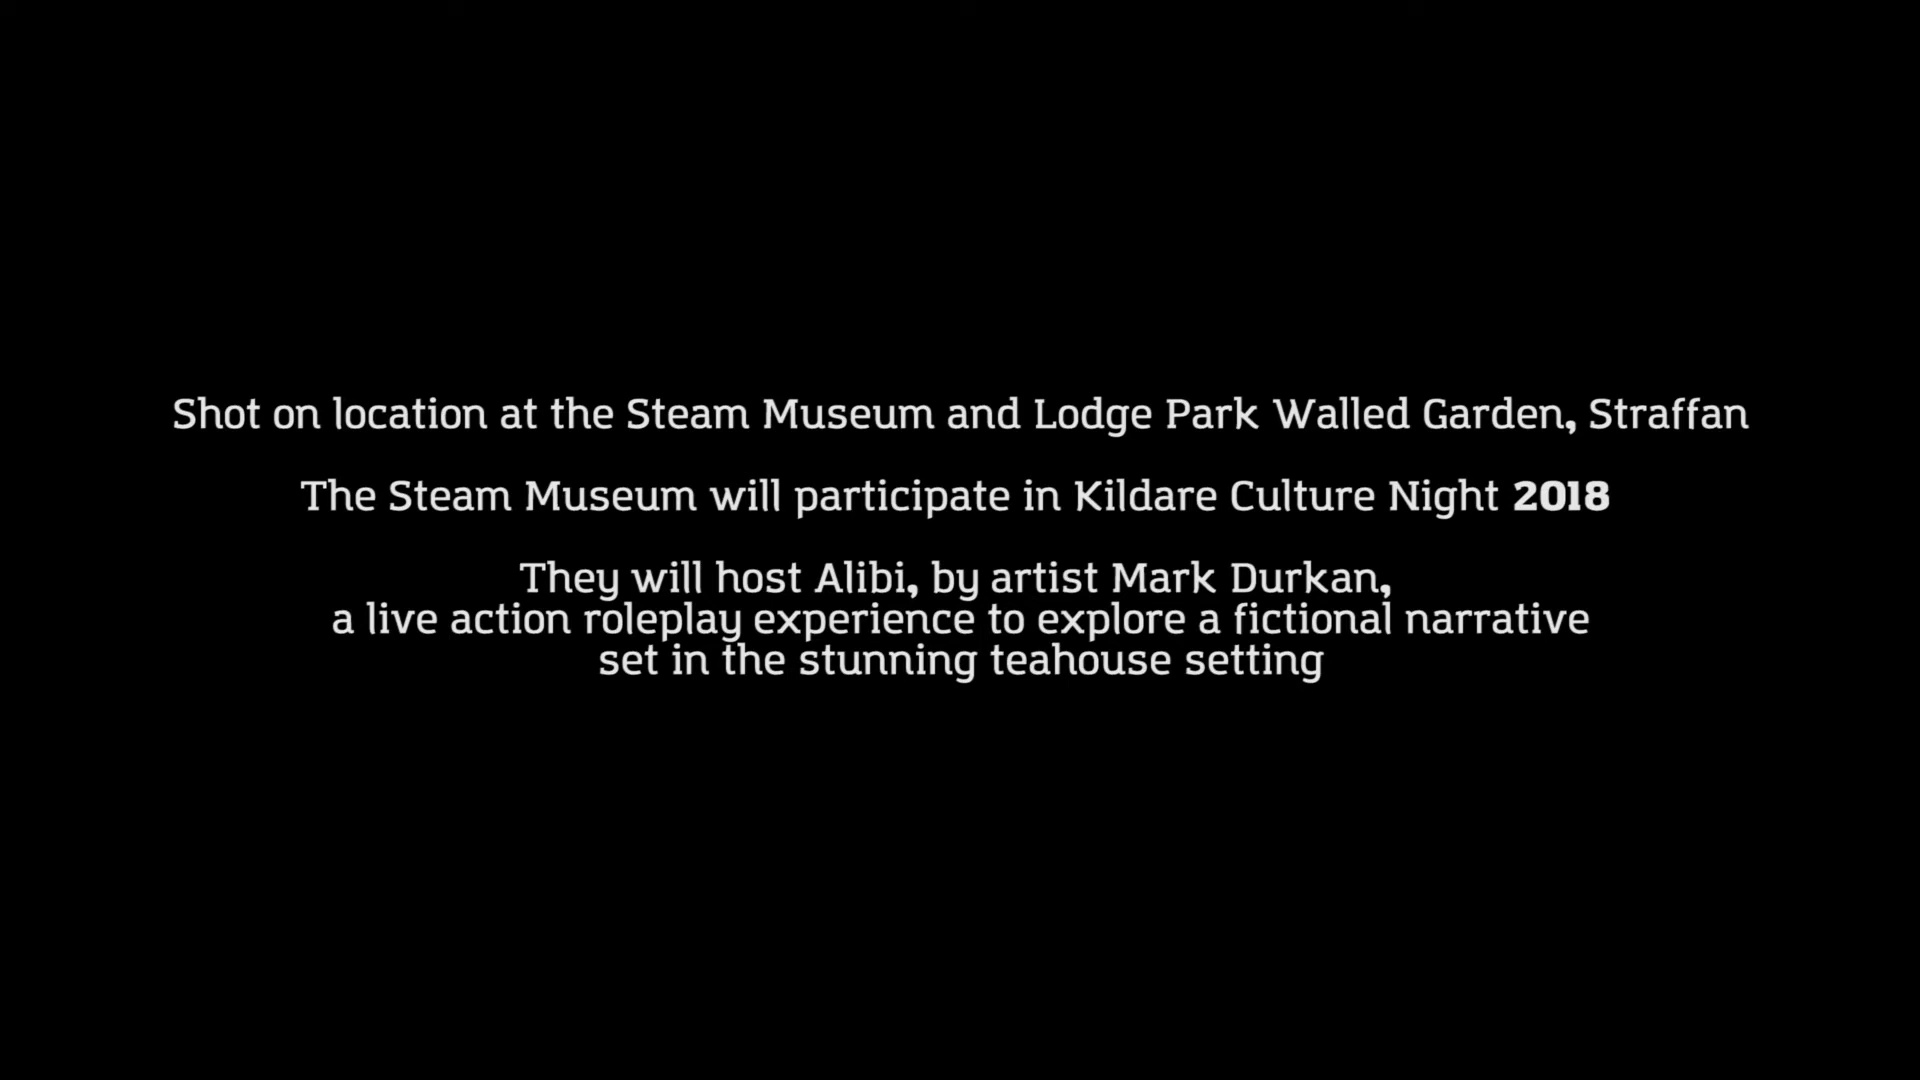 Shot on location at the Steam Museum and Lodge Park Walled Garden, Straffan
The Steam Museum will participate in Kildare Culture Night 2018
They will host Alibi, by artist Mark Durkan,
a live action roleplay experience to explore a fictional narrative
set in the stunning teahouse setting